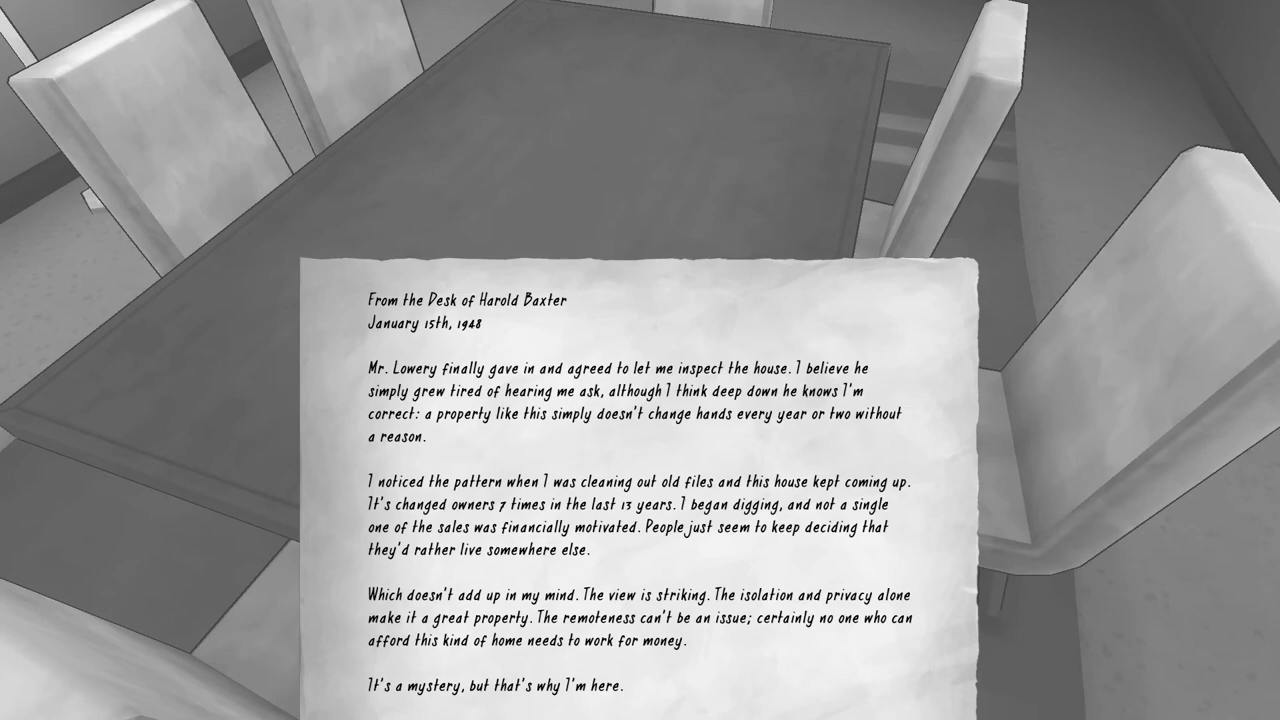 From the Desk of Harold Baxter
January 15th, 1948
Mr. Lowery finally gave in and agreed to let me inspect the house. I believe he
simply grew tired of hearing me ask, although I think deep down he knows I'm
correct: a property like this simply doesn't change hands every year or two without
a reason.
I noticed the pattern when I was cleaning out old files and this house kept coming up.
It's changed owners 7 times in the last 13 years. I began digging, and not a single
one of the sales was financially motivated. People just seem to keep deciding that
they'd rather live somewhere else.
Which doesn't add up in my mind. The view is striking. The isolation and privacy alone
make it a great property. The remoteness can't be an issue; certainly no one who can
afford this kind of home needs to work for money.
It's a mystery, but that's why I'm here.